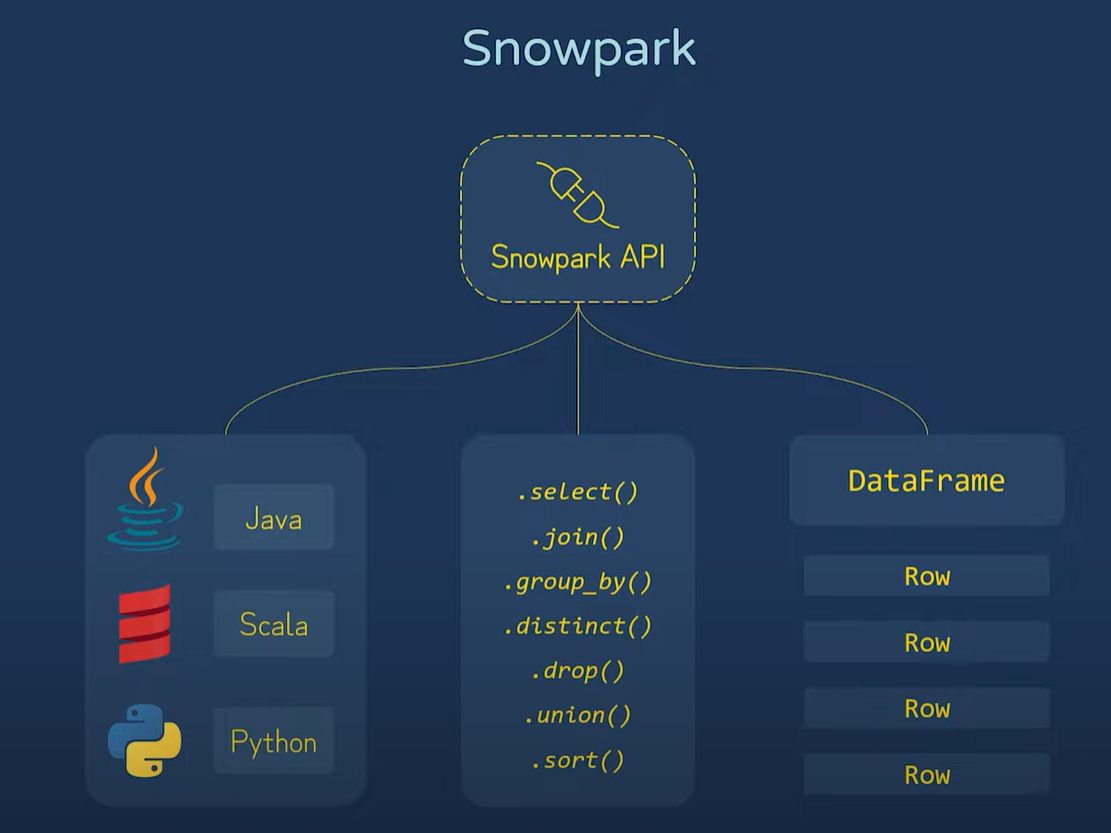 Snowpark
Snowpark API
Java
Scala
Python
.select()
.join()
.group_by()
.distinct()
.drop()
.union()
.sort()
DataFrame
Row
Row
Row
Row